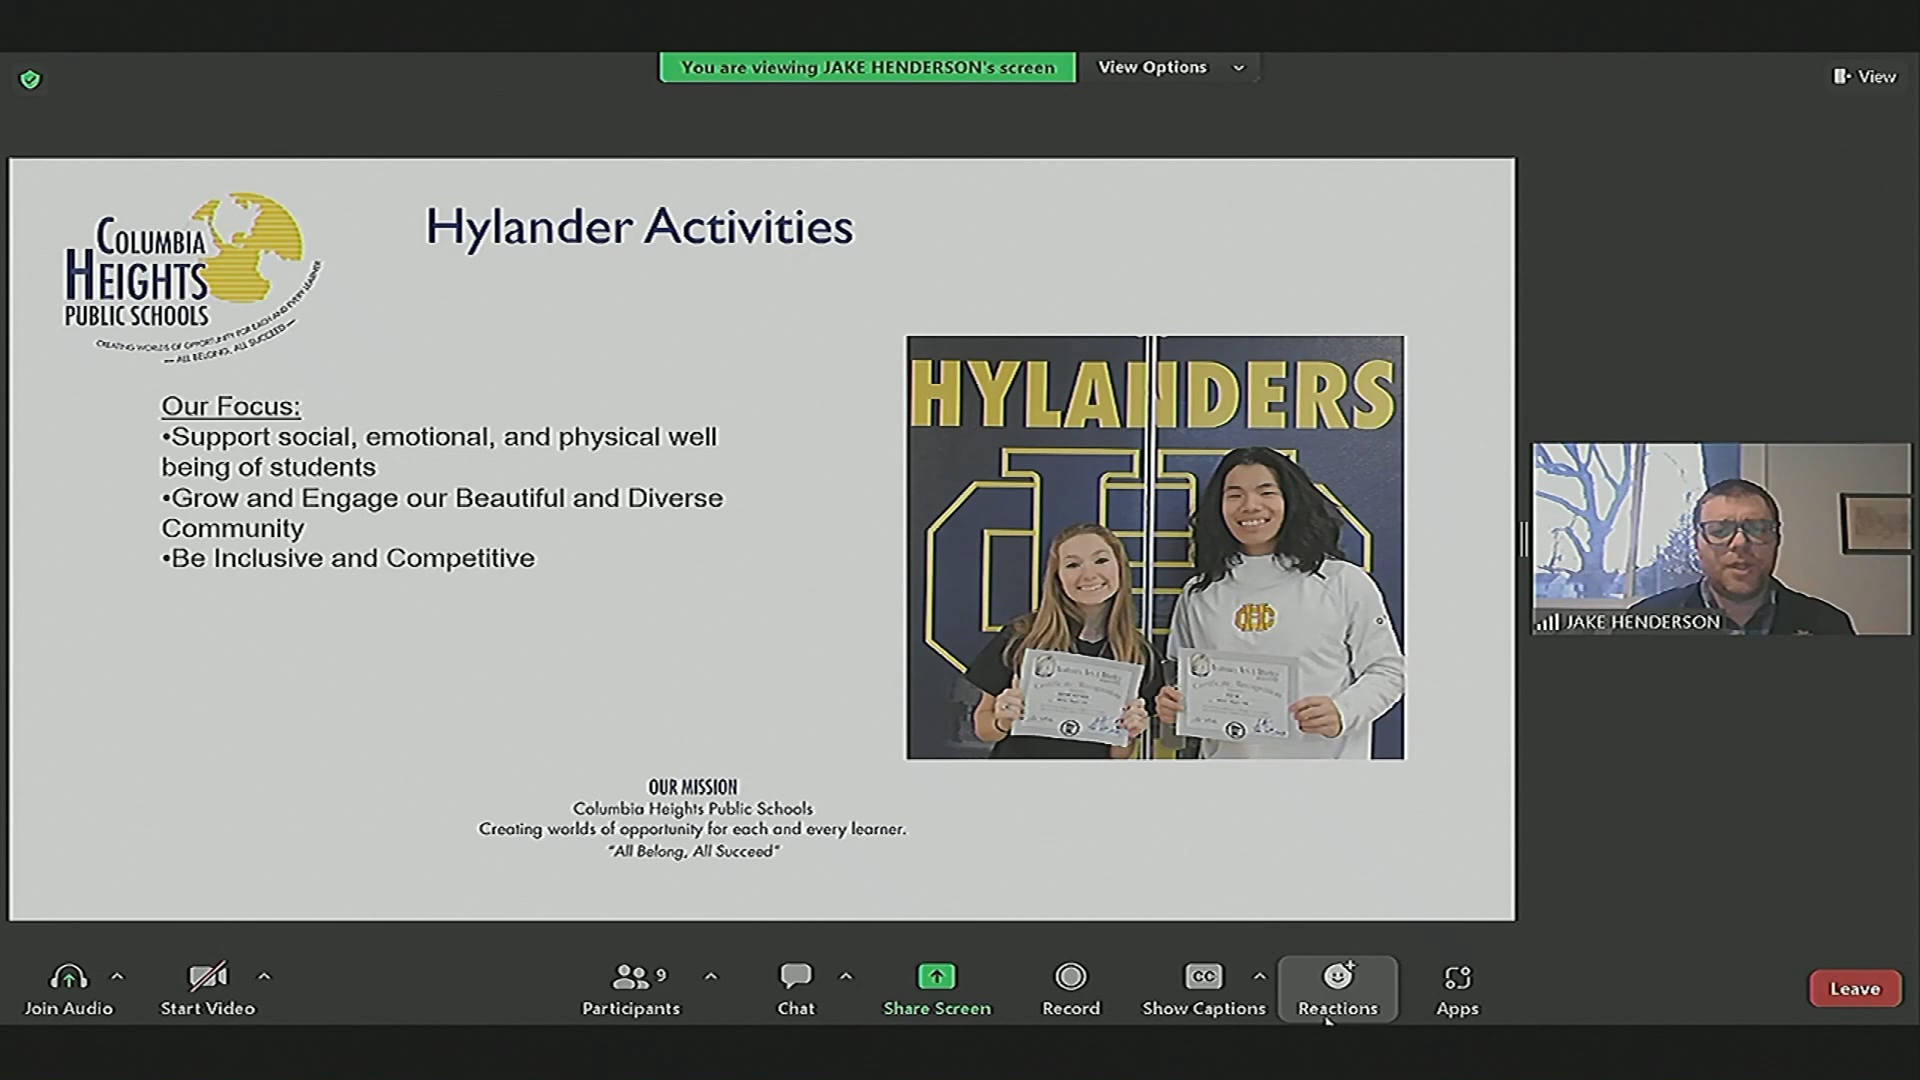 You are viewing JAKE HENDERSON's screen
View Options
View
COLUMBIA
HEIGHTS
PUBLIC SCHOOLS
CREATING WORLDS OF OPPORTUNITY FOR EACH AND EVERY LEARNER
— ALL BELONG, ALL SUCCEED —
Hylander Activities
Our Focus:
•Support social, emotional, and physical well
being of students
•Grow and Engage our Beautiful and Diverse
Community
•Be Inclusive and Competitive
HYLANDERS
CHC
JAKE HENDERSON
OUR MISSION
Columbia Heights Public Schools
Creating worlds of opportunity for each and every learner.
"All Belong, All Succeed"
Join Audio
Start Video
9
Participants
Chat
Share Screen
Record
CC
Show Captions
Reactions
Apps
Leave